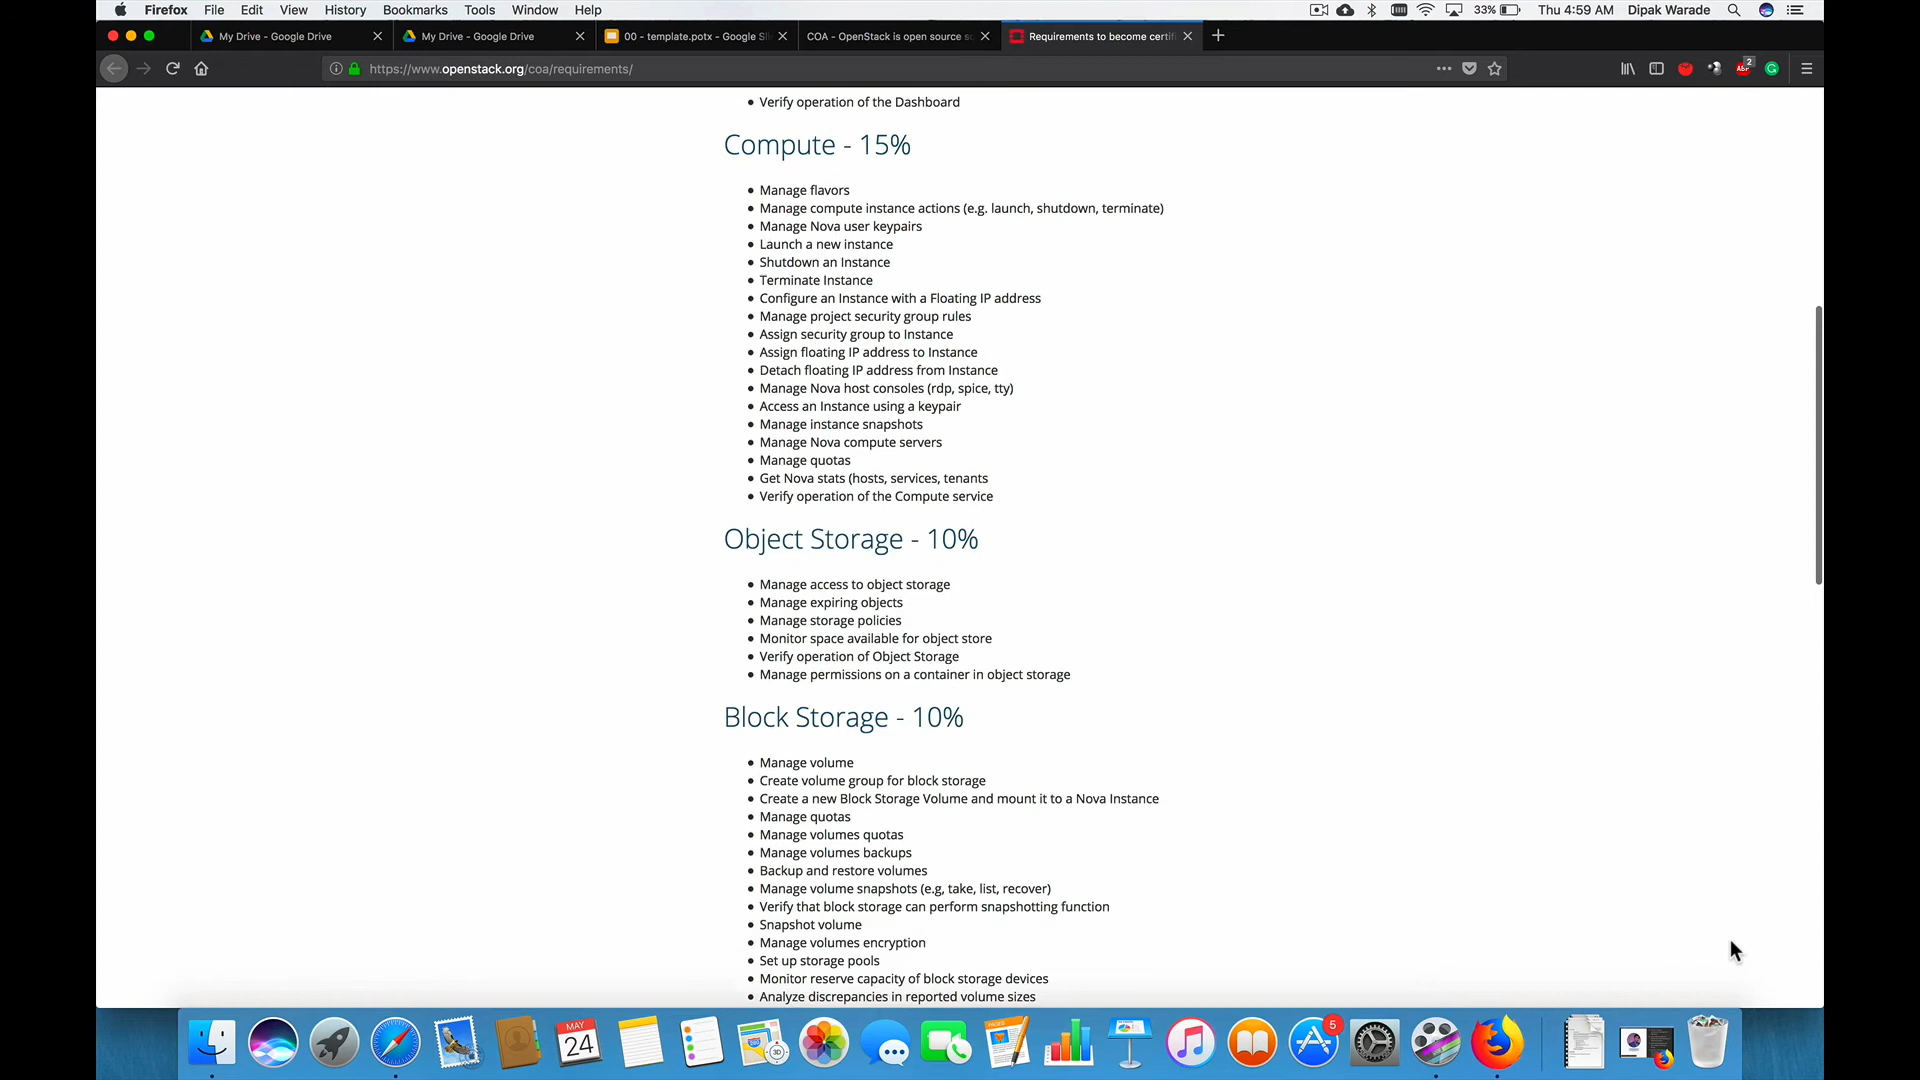 Firefox File Edit View History Bookmarks Tools Window Help 33% Thu 4:59 AM Dipak Warade
My Drive - Google Drive My Drive - Google Drive 00 - template.potx - Google Sli COA - OpenStack is open source s Requirements to become certif
https://www.openstack.org/coa/requirements/ ABP 2
Verify operation of the Dashboard
Compute - 15%
Manage flavors
Manage compute instance actions (e.g. launch, shutdown, terminate)
Manage Nova user keypairs
Launch a new instance
Shutdown an Instance
Terminate Instance
Configure an Instance with a Floating IP address
Manage project security group rules
Assign security group to Instance
Assign floating IP address to Instance
Detach floating IP address from Instance
Manage Nova host consoles (rdp, spice, tty)
Access an Instance using a keypair
Manage instance snapshots
Manage Nova compute servers
Manage quotas
Get Nova stats (hosts, services, tenants
Verify operation of the Compute service
Object Storage - 10%
Manage access to object storage
Manage expiring objects
Manage storage policies
Monitor space available for object store
Verify operation of Object Storage
Manage permissions on a container in object storage
Block Storage - 10%
Manage volume
Create volume group for block storage
Create a new Block Storage Volume and mount it to a Nova Instance
Manage quotas
Manage volumes quotas
Manage volumes backups
Backup and restore volumes
Manage volume snapshots (e.g, take, list, recover)
Verify that block storage can perform snapshotting function
Snapshot volume
Manage volumes encryption
Set up storage pools
Monitor reserve capacity of block storage devices
Analyze discrepancies in reported volume sizes
MAY
24
3D
PAGES
5